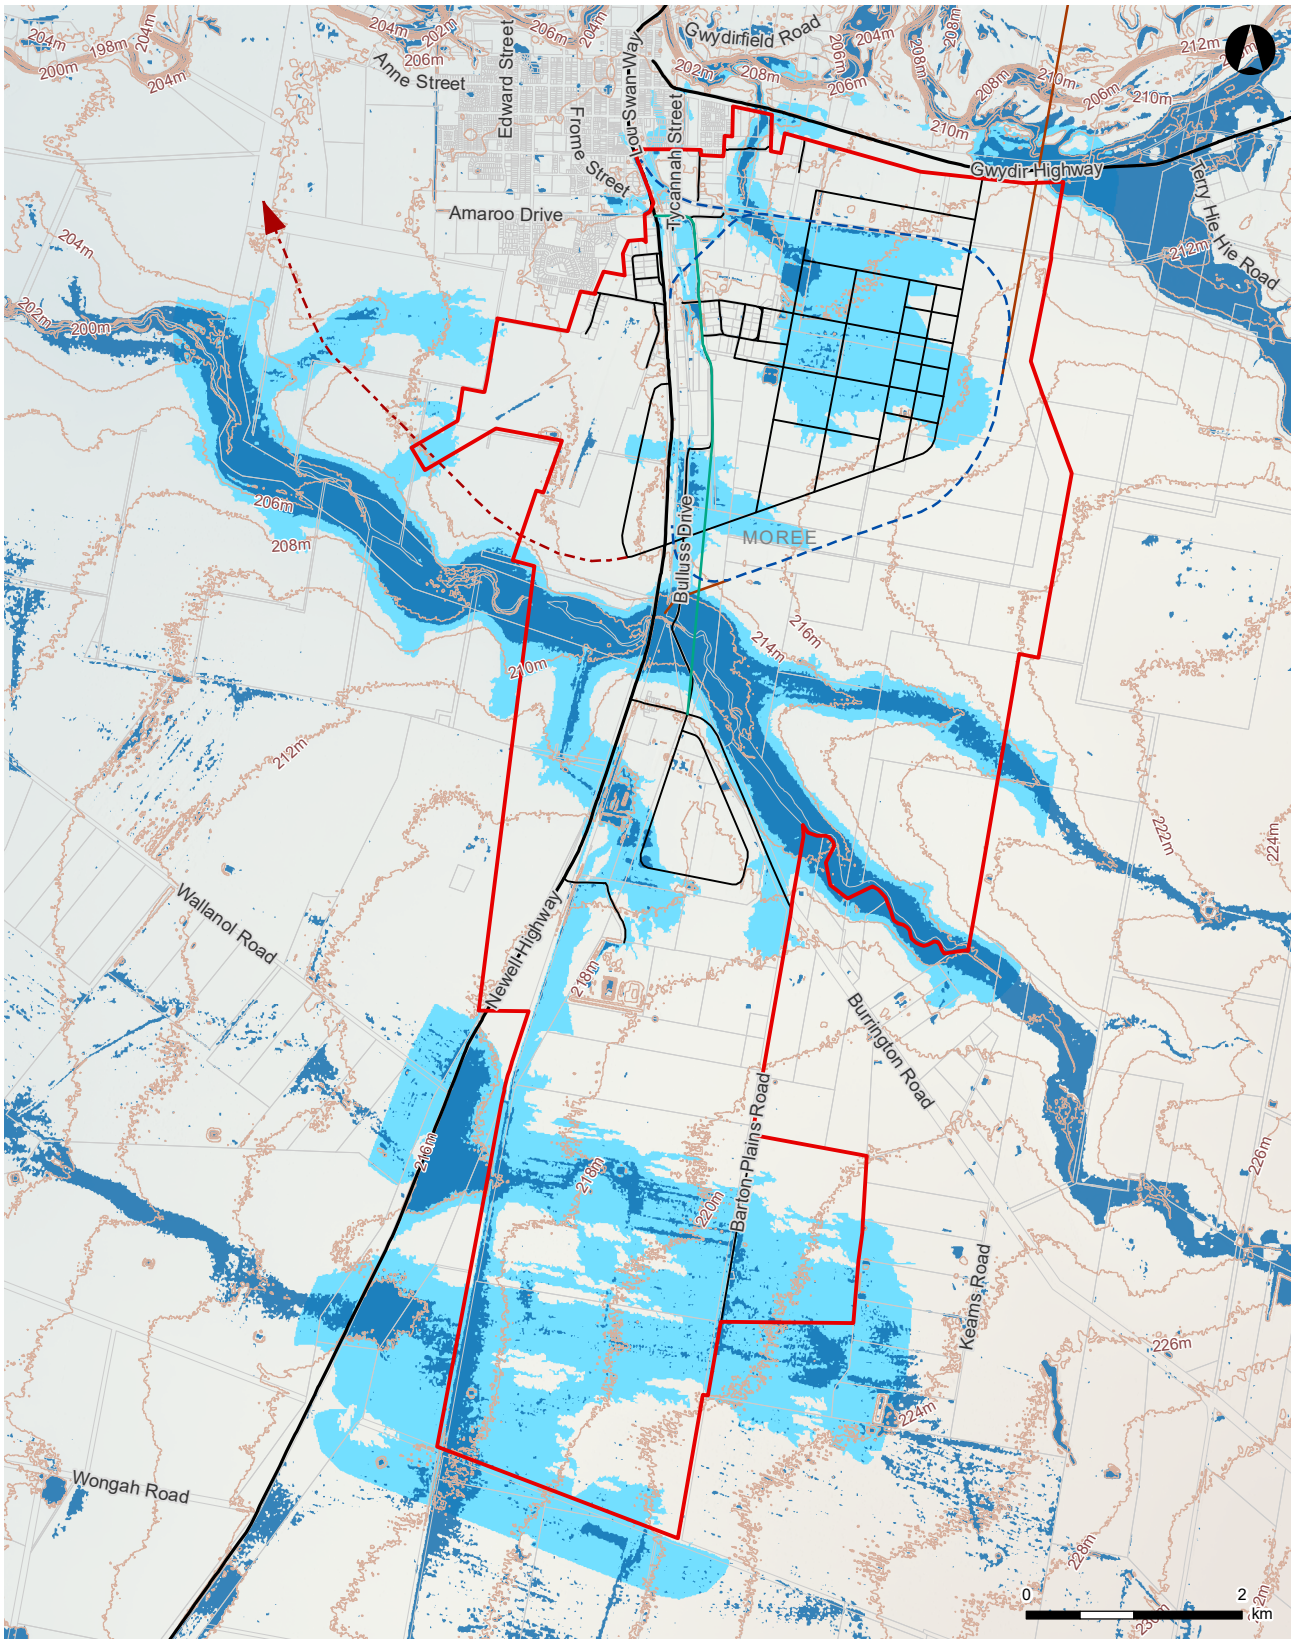 204m
202m
206m
204m
Gwydirfield Road
208m
204m
198m
204m
206m
204m
212m
200m
204m
206m
Anne Street
Edward Street
Frome Street
Lou-Swan-Way
Tycannah Street
202m
208m
206m
206m
208m
208m
210m
206m
210m
210m
Gwydir Highway
Terry Hie Hie Road
212m
Amaroo Drive
204m
202m
200m
206m
208m
MOREE
Bulluss Drive
216m
214m
210m
212m
222m
224m
Wallanol Road
Newell-Highway
218m
Burrington Road
Barton-Plains-Road
216m
218m
220m
226m
Keams Road
226m
224m
Wongah Road
228m
0
2
km
230m